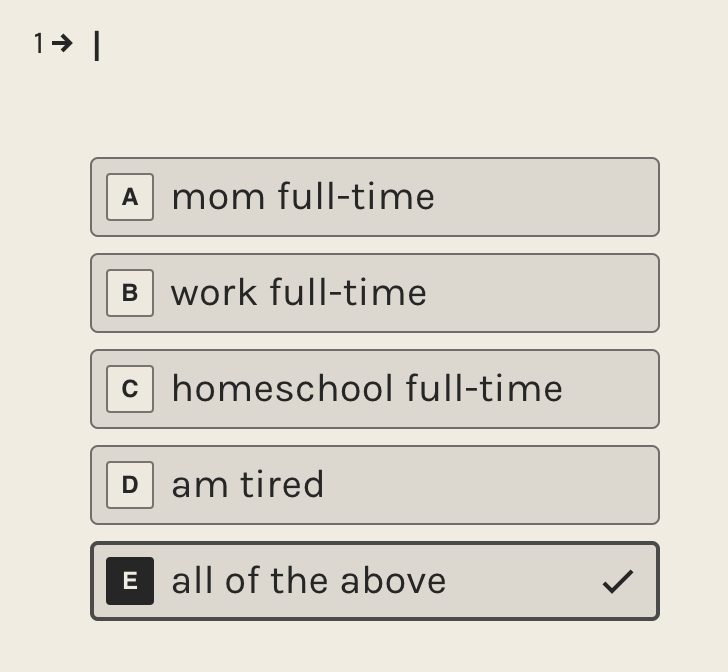 1 → I
A mom full-time
B work full-time
C homeschool full-time
D am tired
E all of the above